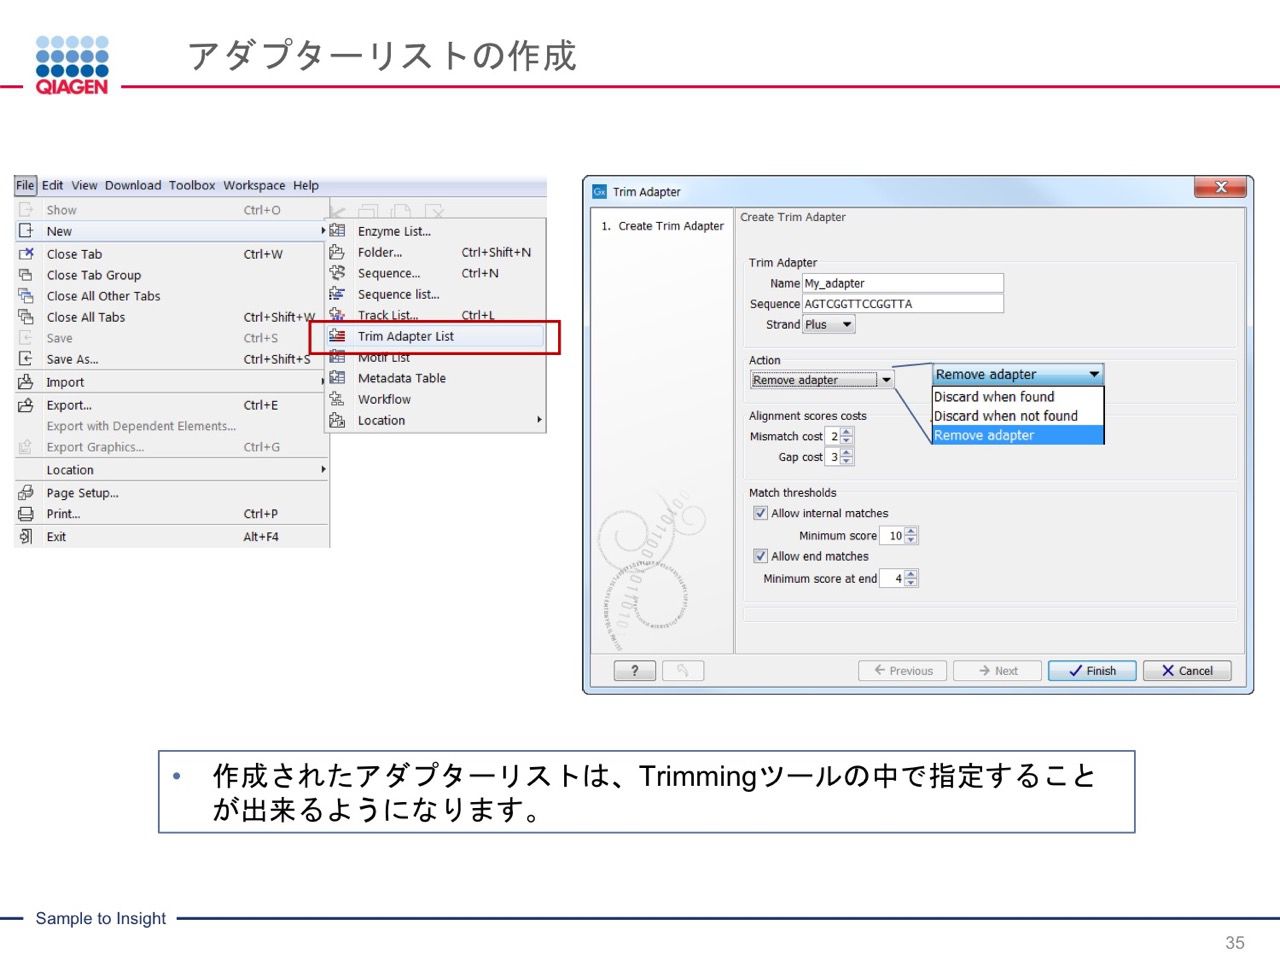 アダプターリストの作成
QIAGEN
File Edit View Download Toolbox Workspace Help
Show Ctrl+O
New
Close Tab Ctrl+W
Close Tab Group
Close All Other Tabs
Close All Tabs Ctrl+Shift+W
Save Ctrl+S
Save As... Ctrl+Shift+S
Import
Export... Ctrl+E
Export with Dependent Elements...
Export Graphics... Ctrl+G
Location
Page Setup...
Print... Ctrl+P
Exit Alt+F4
Enzyme List...
Folder... Ctrl+Shift+N
Sequence... Ctrl+N
Sequence list...
Track List... Ctrl+L
Trim Adapter List
Motif List
Metadata Table
Workflow
Location
Gx Trim Adapter
1. Create Trim Adapter
Create Trim Adapter
Trim Adapter
Name My_adapter
Sequence AGTCGGTTCCGGTTA
Strand Plus
Action
Remove adapter
Remove adapter
Discard when found
Discard when not found
Remove adapter
Alignment scores costs
Mismatch cost 2
Gap cost 3
Match thresholds
Allow internal matches
Minimum score 10
Allow end matches
Minimum score at end 4
? Previous Next Finish Cancel
• 作成されたアダプターリストは、Trimmingツールの中で指定すること
が出来るようになります。
Sample to Insight
35